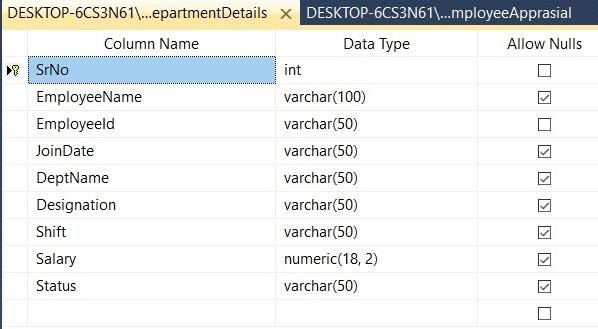 DESKTOP-6CS3N61\...epartmentDetails × DESKTOP-6CS3N61\...mployeeApprasial
Column Name Data Type Allow Nulls
SrNo int
EmployeeName varchar(100)
EmployeeId varchar(50)
JoinDate varchar(50)
DeptName varchar(50)
Designation varchar(50)
Shift varchar(50)
Salary numeric(18, 2)
Status varchar(50)